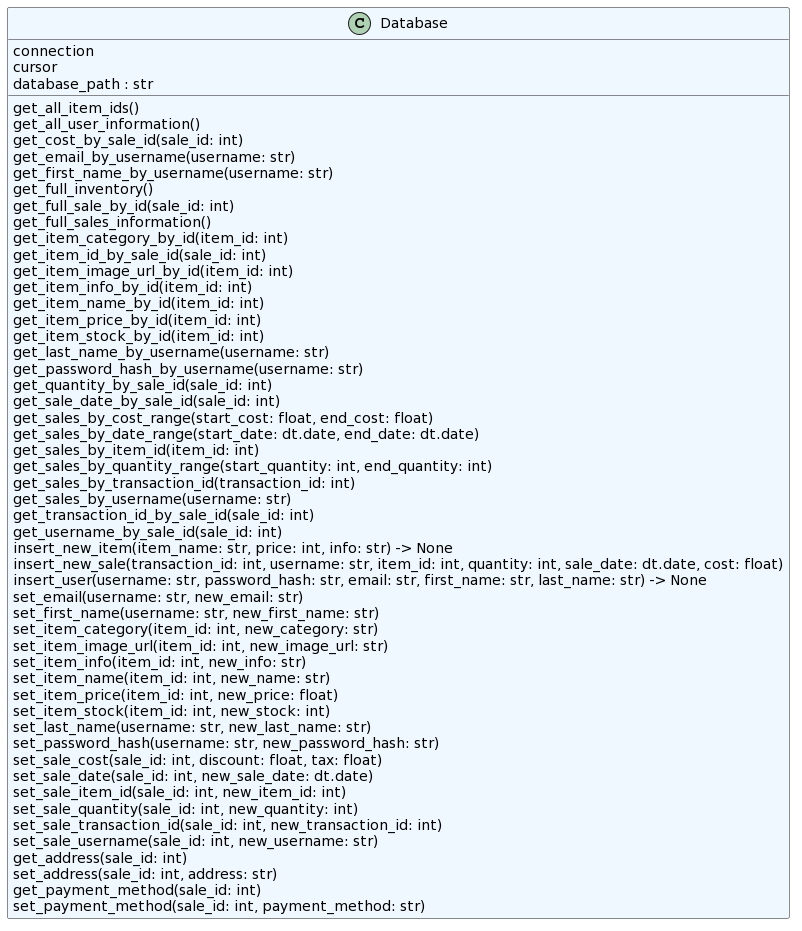 C Database
connection
cursor
database_path : str
get_all_item_ids()
get_all_user_information()
get_cost_by_sale_id(sale_id: int)
get_email_by_username(username: str)
get_first_name_by_username(username: str)
get_full_inventory()
get_full_sale_by_id(sale_id: int)
get_full_sales_information()
get_item_category_by_id(item_id: int)
get_item_id_by_sale_id(sale_id: int)
get_item_image_url_by_id(item_id: int)
get_item_info_by_id(item_id: int)
get_item_name_by_id(item_id: int)
get_item_price_by_id(item_id: int)
get_item_stock_by_id(item_id: int)
get_last_name_by_username(username: str)
get_password_hash_by_username(username: str)
get_quantity_by_sale_id(sale_id: int)
get_sale_date_by_sale_id(sale_id: int)
get_sales_by_cost_range(start_cost: float, end_cost: float)
get_sales_by_date_range(start_date: dt.date, end_date: dt.date)
get_sales_by_item_id(item_id: int)
get_sales_by_quantity_range(start_quantity: int, end_quantity: int)
get_sales_by_transaction_id(transaction_id: int)
get_sales_by_username(username: str)
get_transaction_id_by_sale_id(sale_id: int)
get_username_by_sale_id(sale_id: int)
insert_new_item(item_name: str, price: int, info: str) -> None
insert_new_sale(transaction_id: int, username: str, item_id: int, quantity: int, sale_date: dt.date, cost: float)
insert_user(username: str, password_hash: str, email: str, first_name: str, last_name: str) -> None
set_email(username: str, new_email: str)
set_first_name(username: str, new_first_name: str)
set_item_category(item_id: int, new_category: str)
set_item_image_url(item_id: int, new_image_url: str)
set_item_info(item_id: int, new_info: str)
set_item_name(item_id: int, new_name: str)
set_item_price(item_id: int, new_price: float)
set_item_stock(item_id: int, new_stock: int)
set_last_name(username: str, new_last_name: str)
set_password_hash(username: str, new_password_hash: str)
set_sale_cost(sale_id: int, discount: float, tax: float)
set_sale_date(sale_id: int, new_sale_date: dt.date)
set_sale_item_id(sale_id: int, new_item_id: int)
set_sale_quantity(sale_id: int, new_quantity: int)
set_sale_transaction_id(sale_id: int, new_transaction_id: int)
set_sale_username(sale_id: int, new_username: str)
get_address(sale_id: int)
set_address(sale_id: int, address: str)
get_payment_method(sale_id: int)
set_payment_method(sale_id: int, payment_method: str)